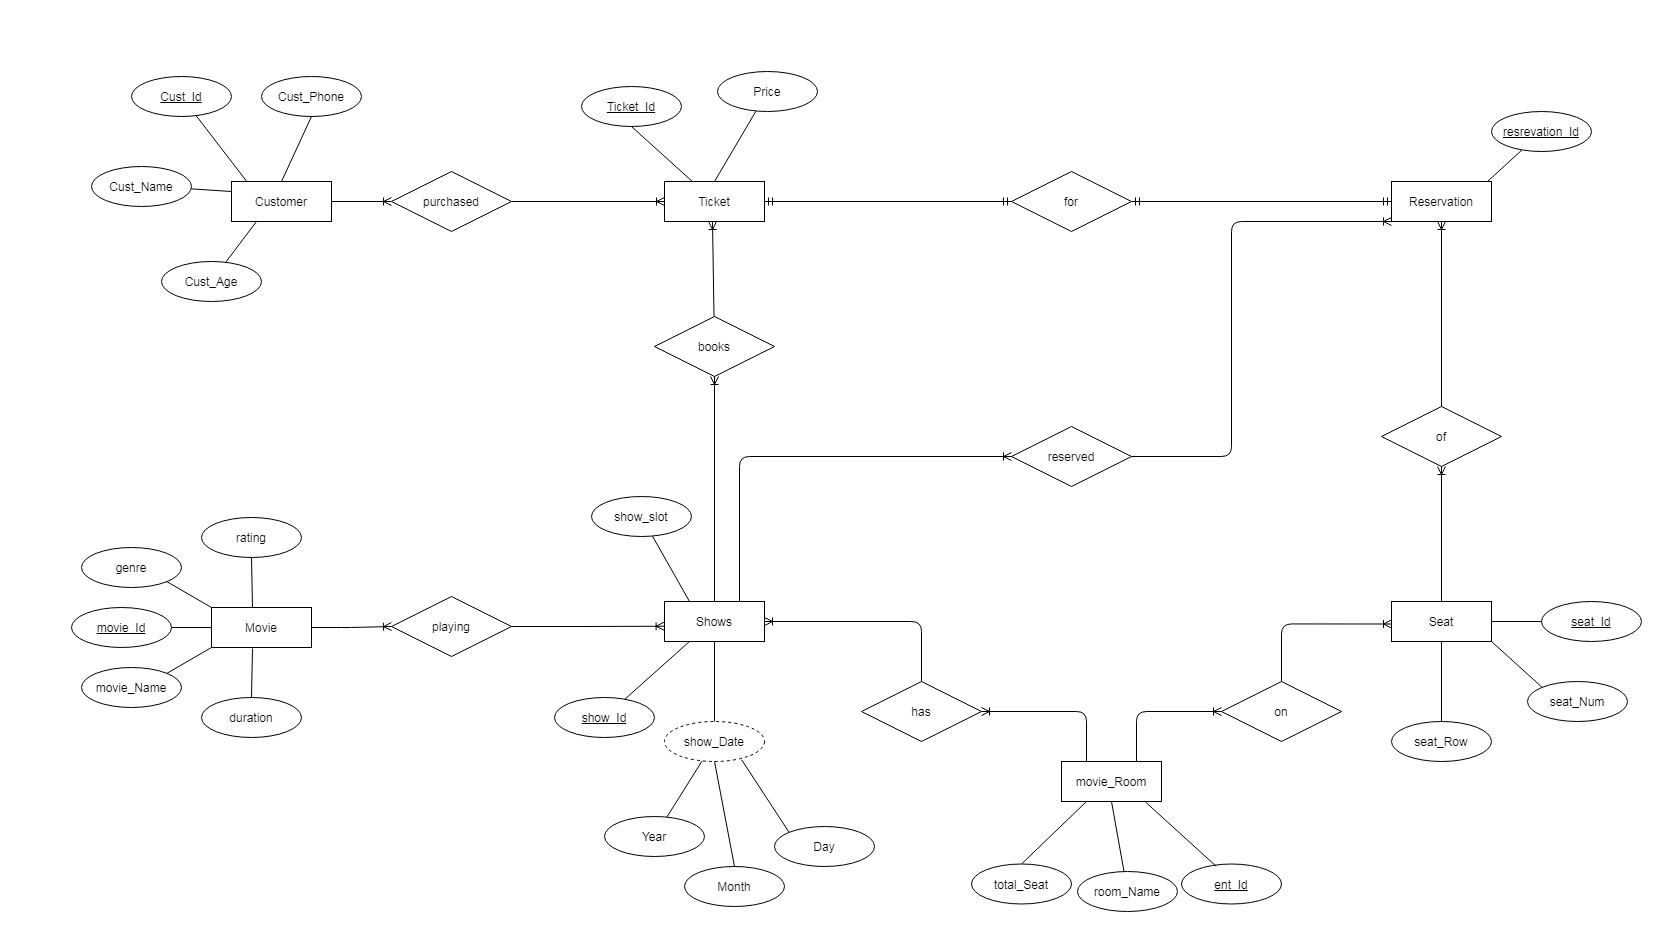 Price
Cust_Id
Cust_Phone
Ticket_Id
resrevation_Id
Cust_Name
Customer
purchased
Ticket
for
Reservation
Cust_Age
books
of
reserved
show_slot
rating
genre
movie_Id
Movie
playing
Shows
Seat
seat_Id
movie_Name
duration
show_Id
has
on
seat_Num
show_Date
seat_Row
movie_Room
Year
Day
Month
total_Seat
room_Name
ent_Id